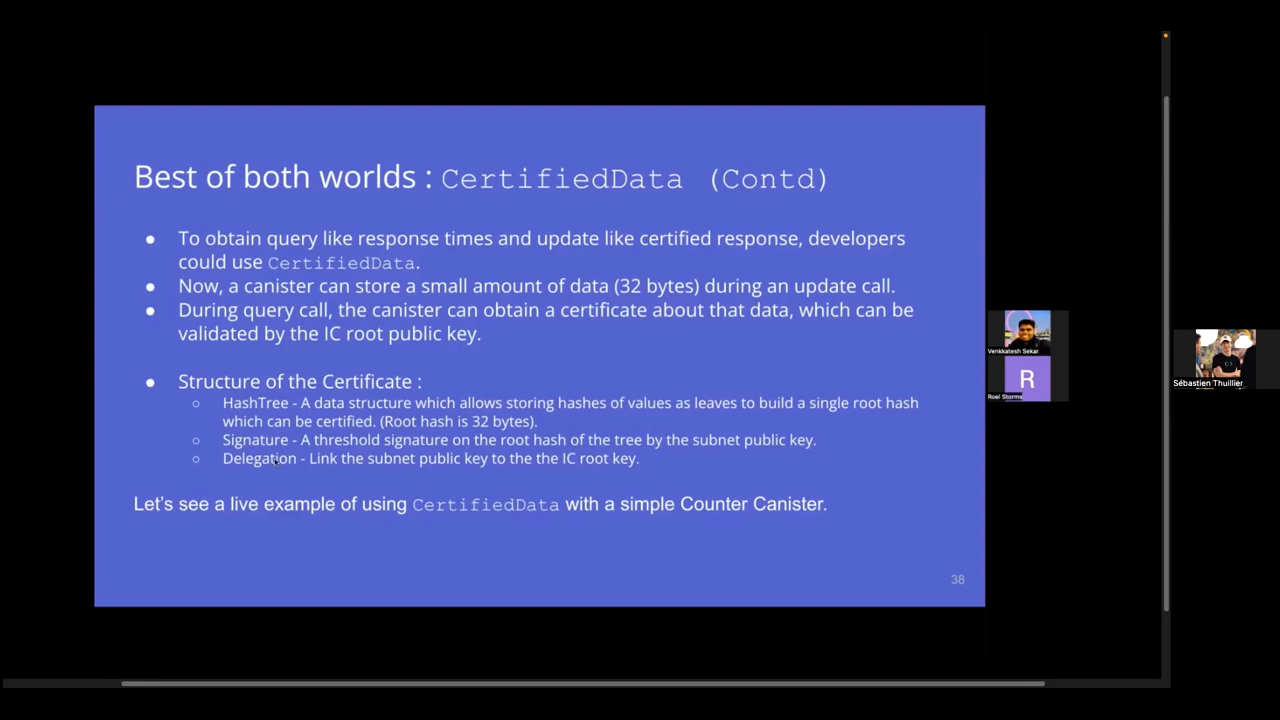 Best of both worlds : CertifiedData (Contd)
● To obtain query like response times and update like certified response, developers
could use CertifiedData.
● Now, a canister can store a small amount of data (32 bytes) during an update call.
● During query call, the canister can obtain a certificate about that data, which can be
validated by the IC root public key.
● Structure of the Certificate :
○ HashTree - A data structure which allows storing hashes of values as leaves to build a single root hash
which can be certified. (Root hash is 32 bytes).
○ Signature - A threshold signature on the root hash of the tree by the subnet public key.
○ Delegation - Link the subnet public key to the the IC root key.
Let's see a live example of using CertifiedData with a simple Counter Canister.
38
Venkkatesh Sekar
R
Roel Storms
Sébastien Thuillier